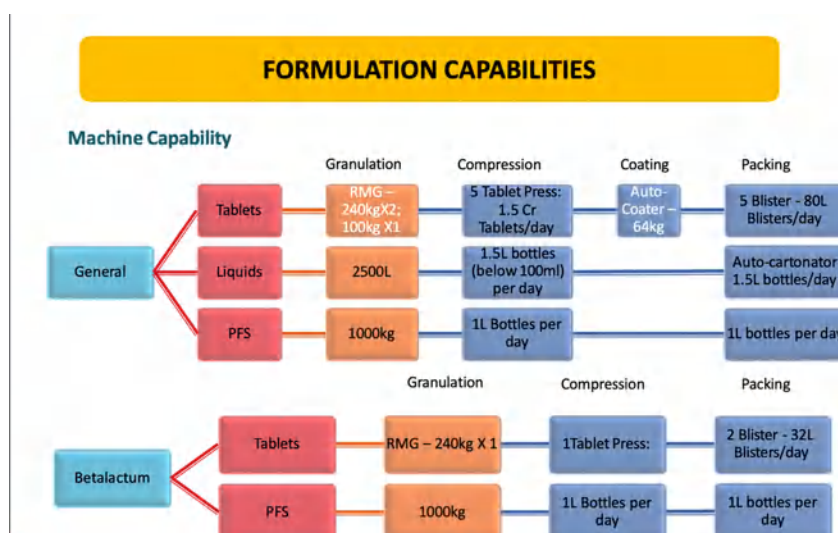 FORMULATION CAPABILITIES
Machine Capability
Granulation
Compression
Coating
Packing
General
Tablets
RMG –
240kgX2;
100kg X1
5 Tablet Press:
1.5 Cr
Tablets/day
Auto-
Coater –
64kg
5 Blister - 80L
Blisters/day
Liquids
2500L
1.5L bottles
(below 100ml)
per day
Auto-cartonator
1.5L bottles/day
PFS
1000kg
1L Bottles per
day
1L bottles per day
Granulation
Compression
Packing
Betalactum
Tablets
RMG – 240kg X 1
1Tablet Press:
2 Blister - 32L
Blisters/day
PFS
1000kg
1L Bottles per
day
1L bottles per
day